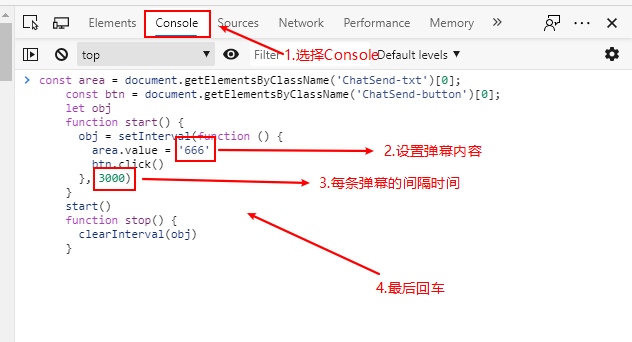 Elements Console Sources Network Performance Memory
1.选择Console
top Filter Default levels
const area = document.getElementsByClassName('ChatSend-txt')[0];
const btn = document.getElementsByClassName('ChatSend-button')[0];
let obj
function start() {
obj = setInterval(function () {
area.value = '666'
2.设置弹幕内容
btn.click()
}, 3000)
3.每条弹幕的间隔时间
}
start()
function stop() {
clearInterval(obj)
}
4.最后回车